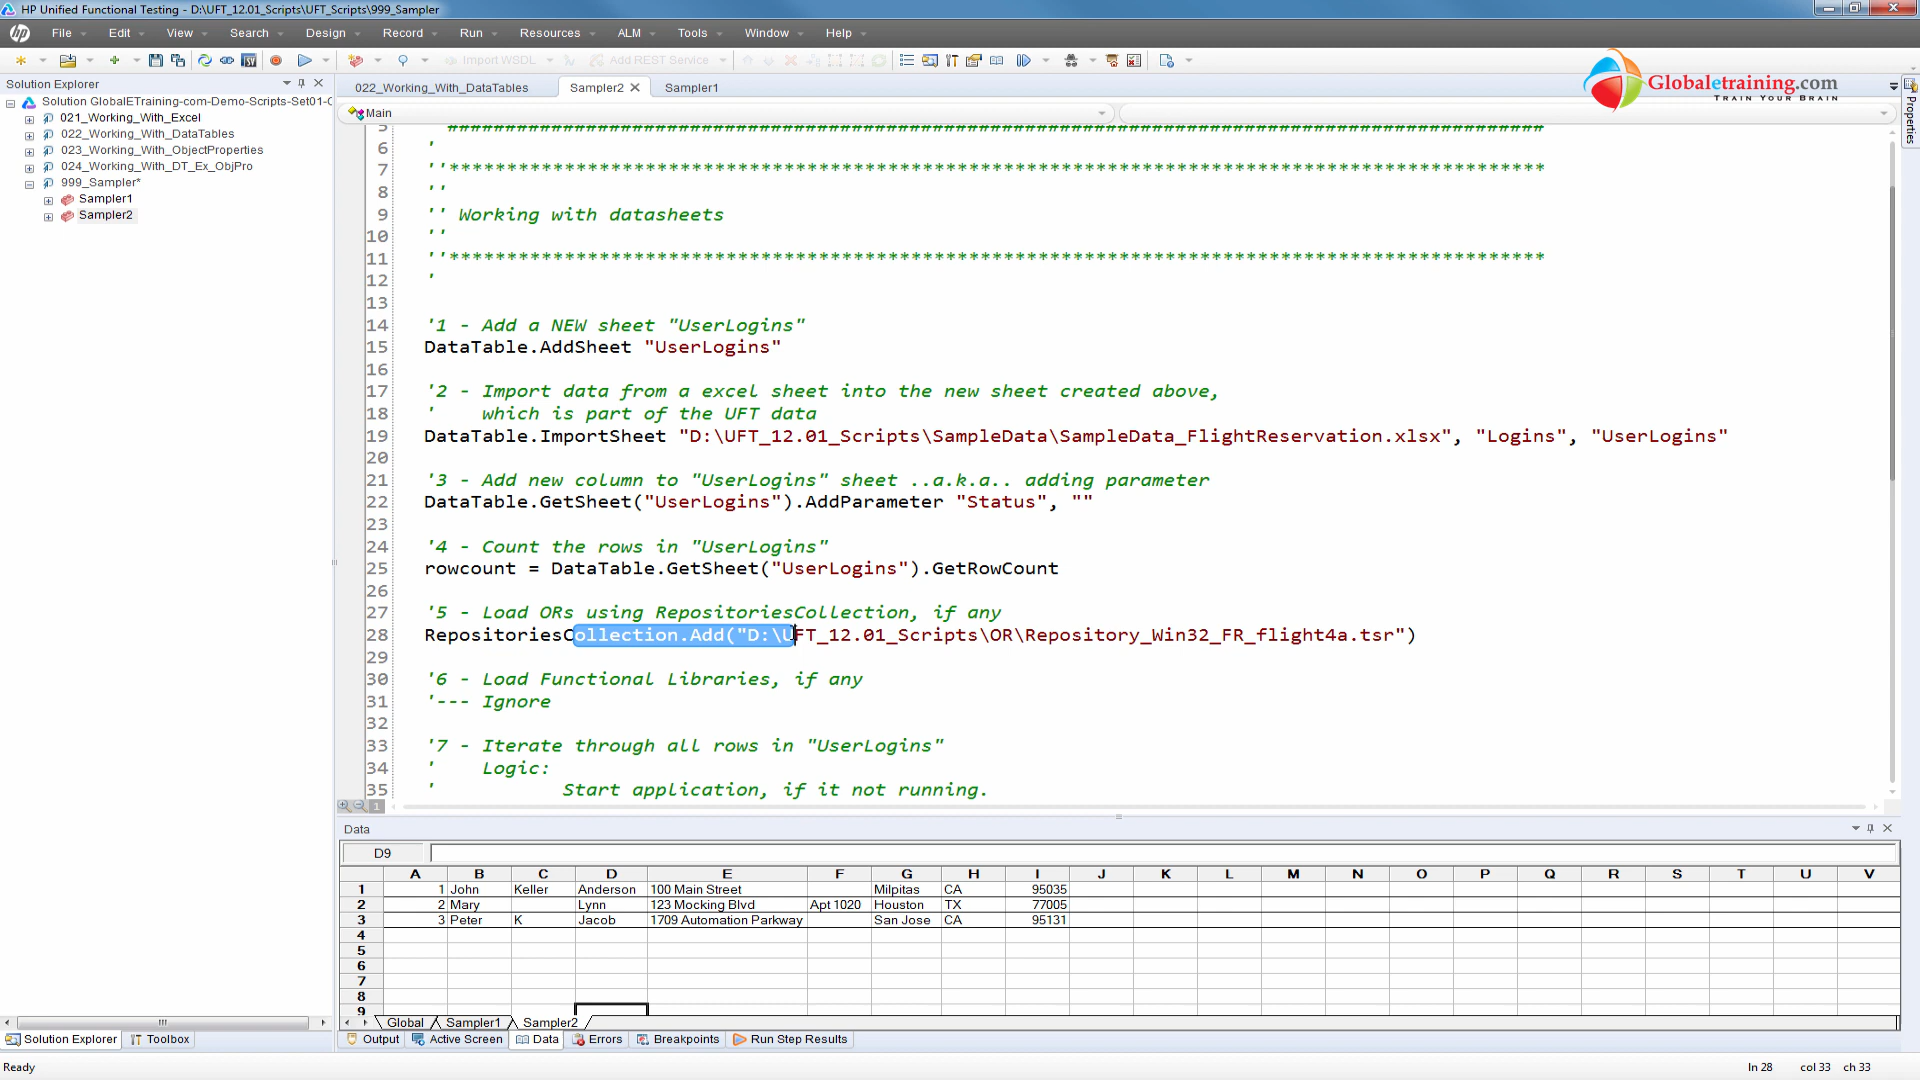 HP Unified Functional Testing - D:\UFT_12.01_Scripts\UFT_Scripts\999_Sampler
File Edit View Search Design Record Run Resources ALM Tools Window Help
Import WSDL Add REST Service
Globaletraining.com
TRAIN YOUR BRAIN
Solution Explorer
Solution GlobalETraining-com-Demo-Scripts-Set01-C
021_Working_With_Excel
022_Working_With_DataTables
023_Working_With_ObjectProperties
024_Working_With_DT_Ex_ObjPro
999_Sampler*
Sampler1
Sampler2
022_Working_With_DataTables Sampler2 Sampler1
Main
Properties
5 ' ###############################################################################################
6 '
7 ''***********************************************************************************************
8 ''
9 '' Working with datasheets
10 ''
11 ''***********************************************************************************************
12 '
13
14 '1 - Add a NEW sheet "UserLogins"
15 DataTable.AddSheet "UserLogins"
16
17 '2 - Import data from a excel sheet into the new sheet created above,
18 '    which is part of the UFT data
19 DataTable.ImportSheet "D:\UFT_12.01_Scripts\SampleData\SampleData_FlightReservation.xlsx", "Logins", "UserLogins"
20
21 '3 - Add new column to "UserLogins" sheet ..a.k.a.. adding parameter
22 DataTable.GetSheet("UserLogins").AddParameter "Status", ""
23
24 '4 - Count the rows in "UserLogins"
25 rowcount = DataTable.GetSheet("UserLogins").GetRowCount
26
27 '5 - Load ORs using RepositoriesCollection, if any
28 RepositoriesCollection.Add("D:\UFT_12.01_Scripts\OR\Repository_Win32_FR_flight4a.tsr")
29
30 '6 - Load Functional Libraries, if any
31 '--- Ignore
32
33 '7 - Iterate through all rows in "UserLogins"
34 '    Logic:
35 '           Start application, if it not running.
1
Data
D9
A B C D E F G H I J K L M N O P Q R S T U V
1 1 John Keller Anderson 100 Main Street Milpitas CA 95035
2 2 Mary Lynn 123 Mocking Blvd Apt 1020 Houston TX 77005
3 3 Peter K Jacob 1709 Automation Parkway San Jose CA 95131
4
5
6
7
8
9
Global Sampler1 Sampler2
Solution Explorer Toolbox Output Active Screen Data Errors Breakpoints Run Step Results
Ready ln 28 col 33 ch 33